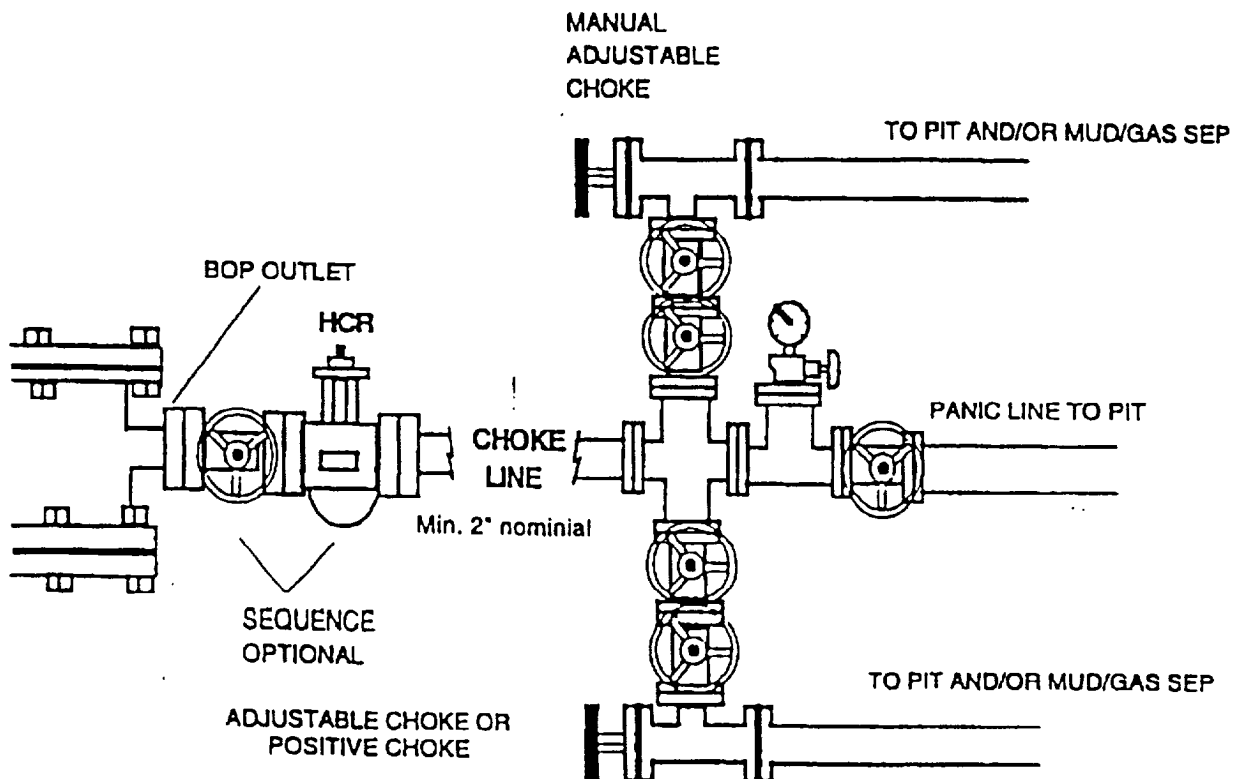 MANUAL
ADJUSTABLE
CHOKE
TO PIT AND/OR MUD/GAS SEP
BOP OUTLET
HCR
CHOKE
LINE
Min. 2" nominial
PANIC LINE TO PIT
SEQUENCE
OPTIONAL
TO PIT AND/OR MUD/GAS SEP
ADJUSTABLE CHOKE OR
POSITIVE CHOKE